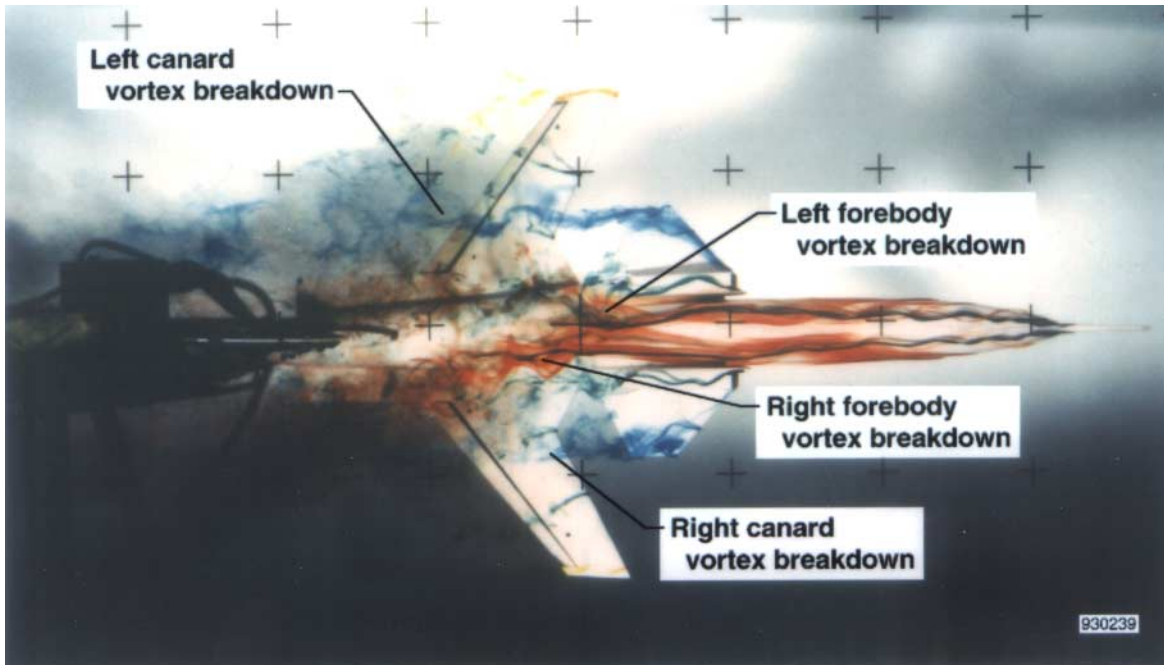 Left canard
vortex breakdown
Left forebody
vortex breakdown
Right forebody
vortex breakdown
Right canard
vortex breakdown
930239